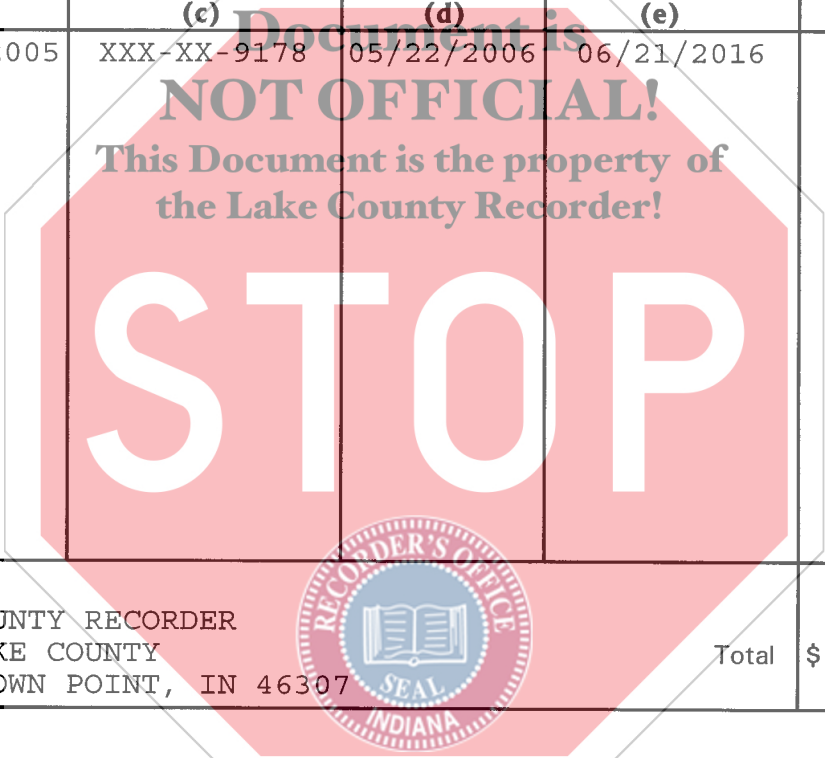 (c) (d) (e)
Document is
005 XXX-XX-9178 05/22/2006 06/21/2016
NOT OFFICIAL!
This Document is the property of
the Lake County Recorder!
STOP
RECORDER'S OFFICE
SEAL
INDIANA
UNTY RECORDER
KE COUNTY
Total $
OWN POINT, IN 46307